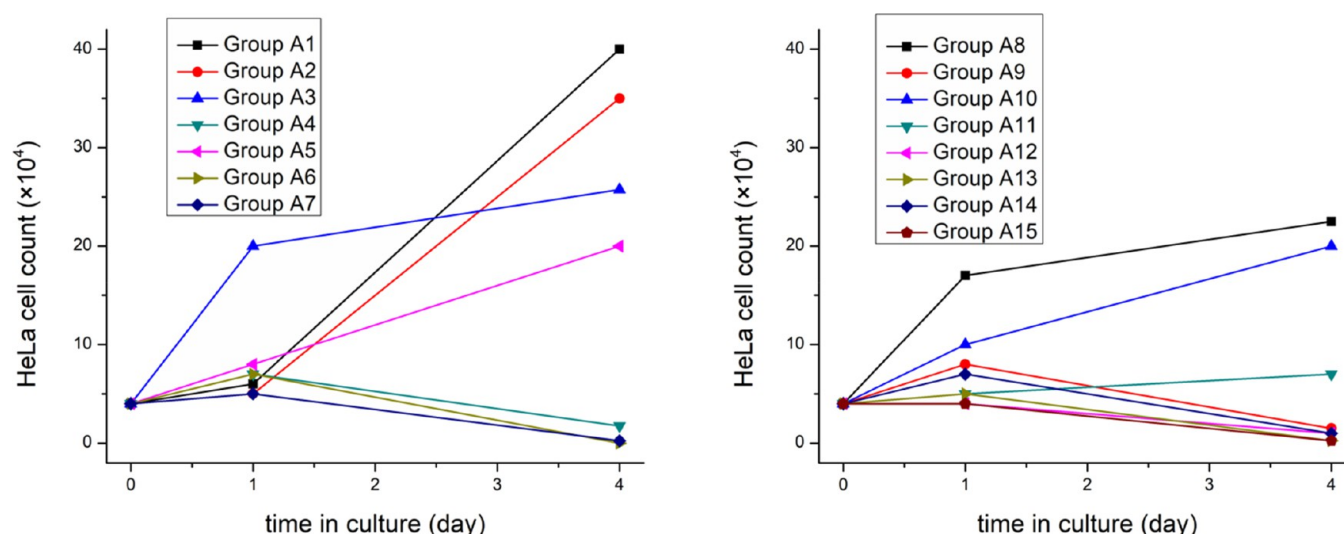 HeLa cell count (×10⁴)
40
30
20
10
0
Group A1
Group A2
Group A3
Group A4
Group A5
Group A6
Group A7
0 1 2 3 4
time in culture (day)
HeLa cell count (×10⁴)
40
30
20
10
0
Group A8
Group A9
Group A10
Group A11
Group A12
Group A13
Group A14
Group A15
0 1 2 3 4
time in culture (day)